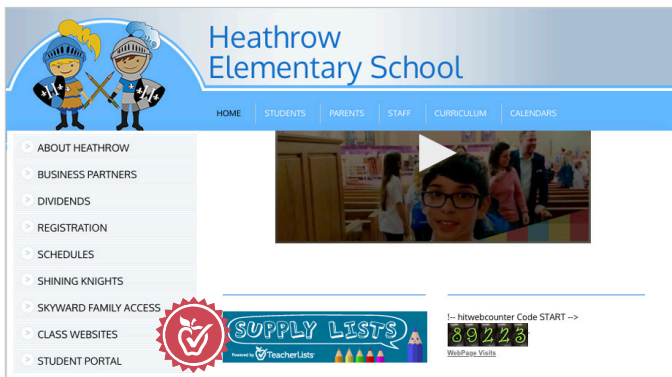 Heathrow
Elementary School
HOME STUDENTS PARENTS STAFF CURRICULUM CALENDARS
ABOUT HEATHROW
BUSINESS PARTNERS
DIVIDENDS
REGISTRATION
SCHEDULES
SHINING KNIGHTS
SKYWARD FAMILY ACCESS
CLASS WEBSITES
STUDENT PORTAL
SUPPLY LISTS
Powered by TeacherLists
!-- hitwebcounter Code START -->
89223
WebPage Visits